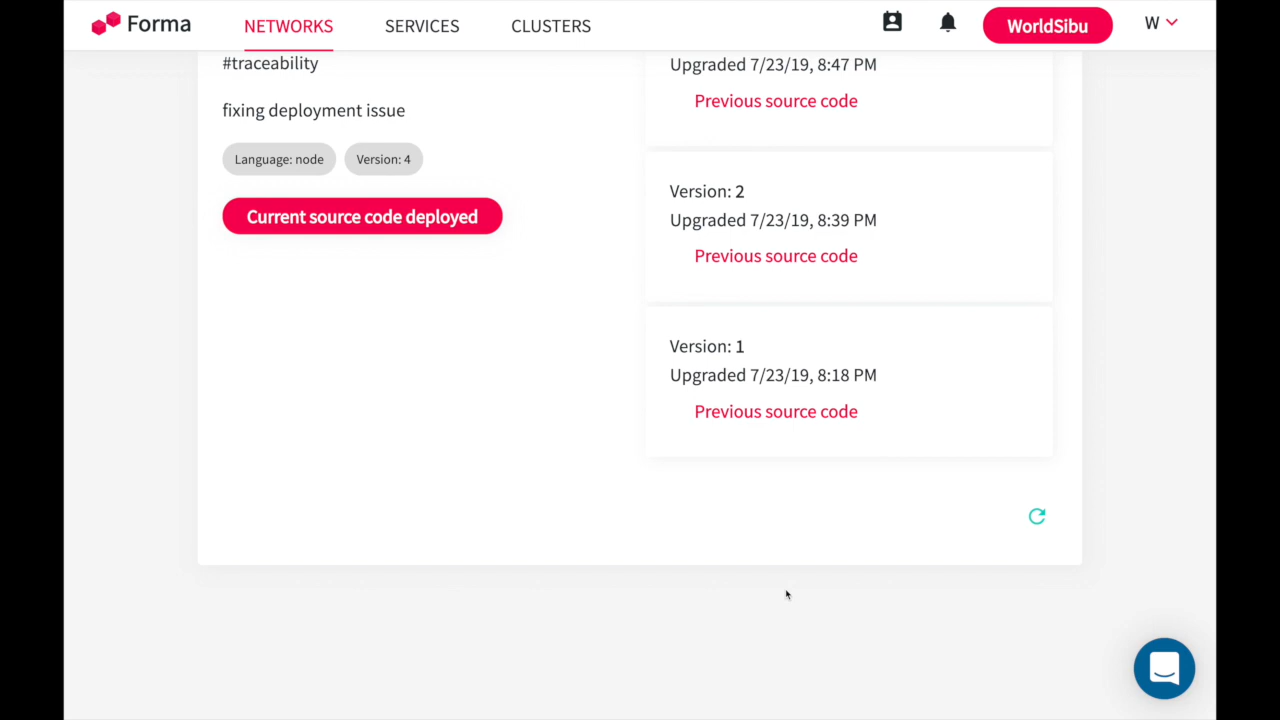 Forma
NETWORKS
SERVICES
CLUSTERS
WorldSibu
W
#traceability
fixing deployment issue
Language: node
Version: 4
Current source code deployed
Upgraded 7/23/19, 8:47 PM
Previous source code
Version: 2
Upgraded 7/23/19, 8:39 PM
Previous source code
Version: 1
Upgraded 7/23/19, 8:18 PM
Previous source code